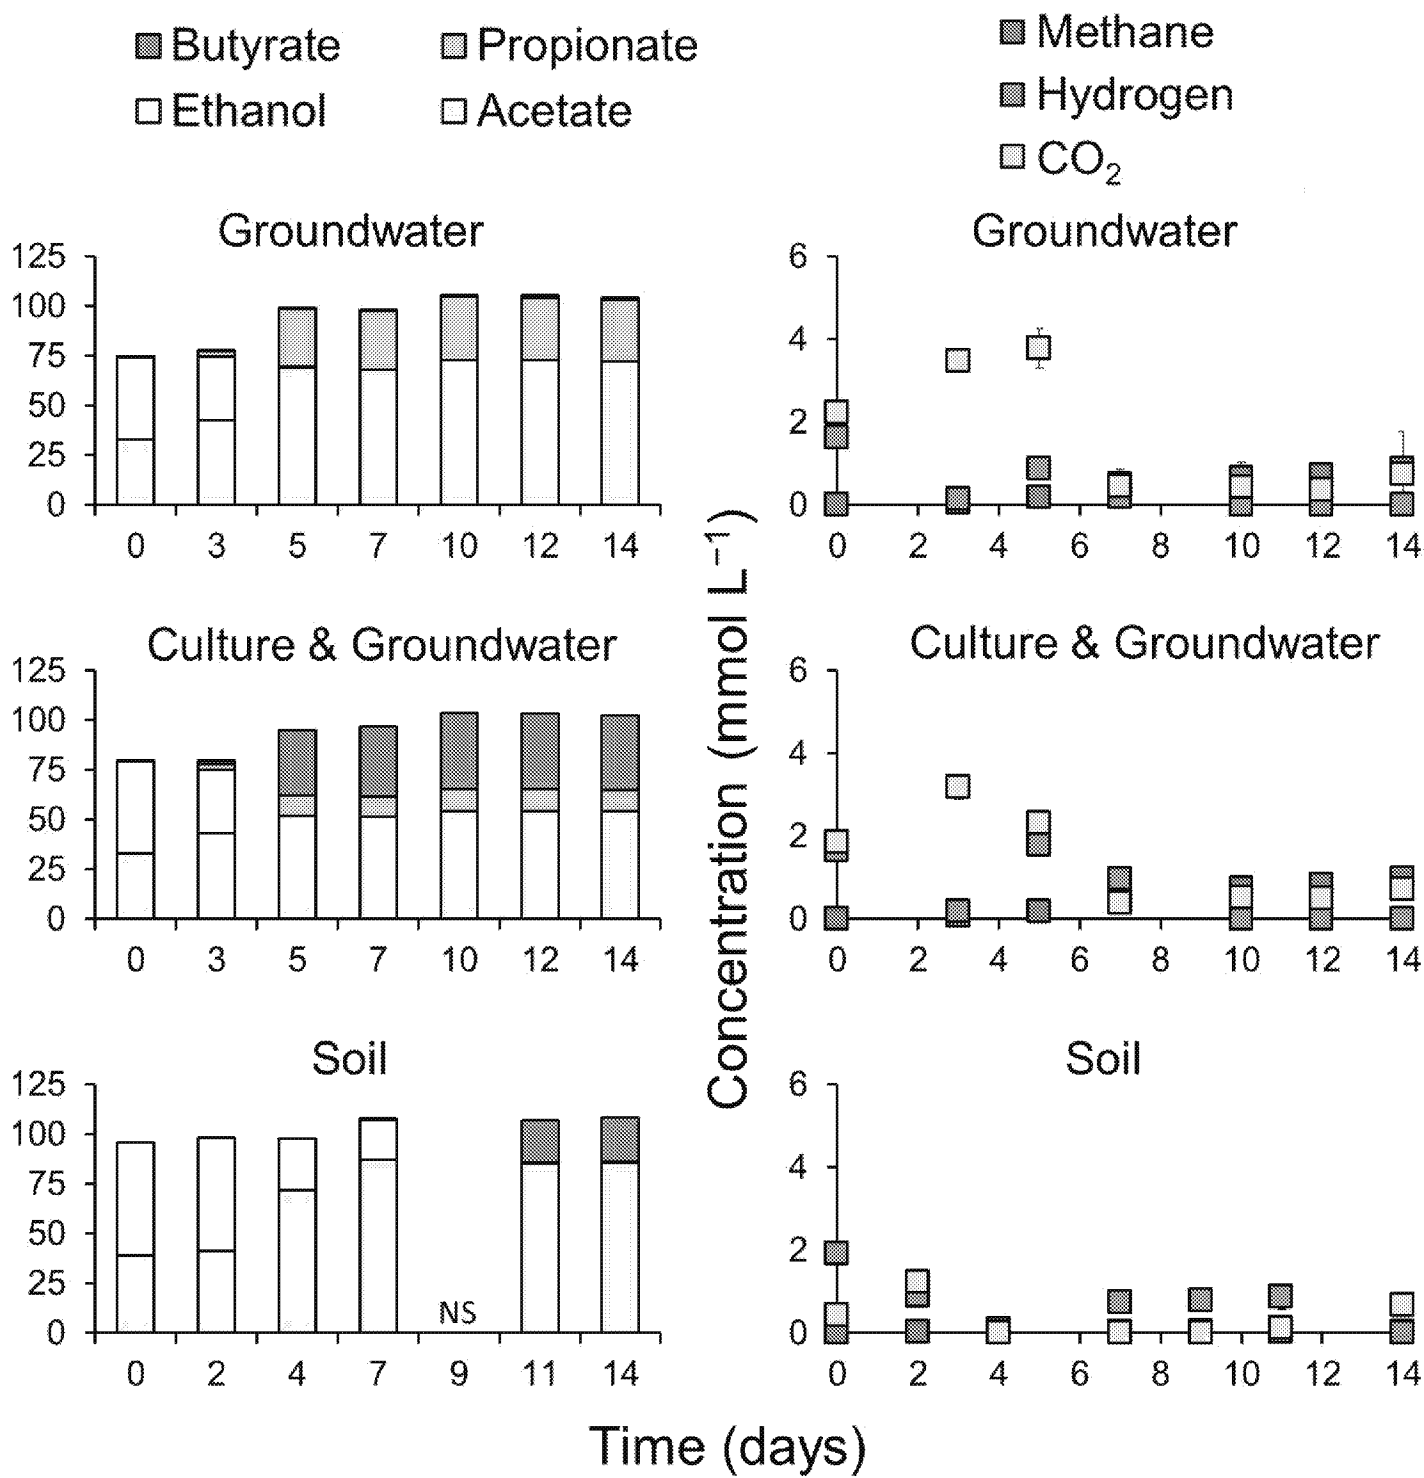 Butyrate Propionate
Ethanol Acetate
Methane
Hydrogen
CO₂
Groundwater
125
100
75
50
25
0
0 3 5 7 10 12 14
Groundwater
6
4
2
0
0 2 4 6 8 10 12 14
Culture & Groundwater
125
100
75
50
25
0
0 3 5 7 10 12 14
Culture & Groundwater
6
4
2
0
0 2 4 6 8 10 12 14
Soil
125
100
75
50
25
0
NS
0 2 4 7 9 11 14
Soil
6
4
2
0
0 2 4 6 8 10 12 14
Concentration (mmol L⁻¹)
Time (days)